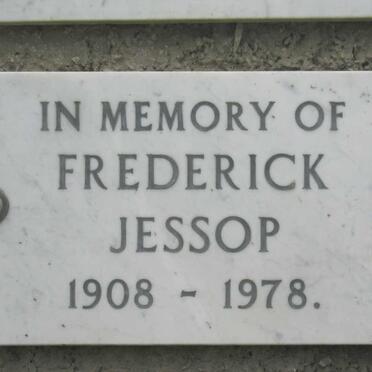 IN MEMORY OF
FREDERICK
JESSOP
1908 - 1978.